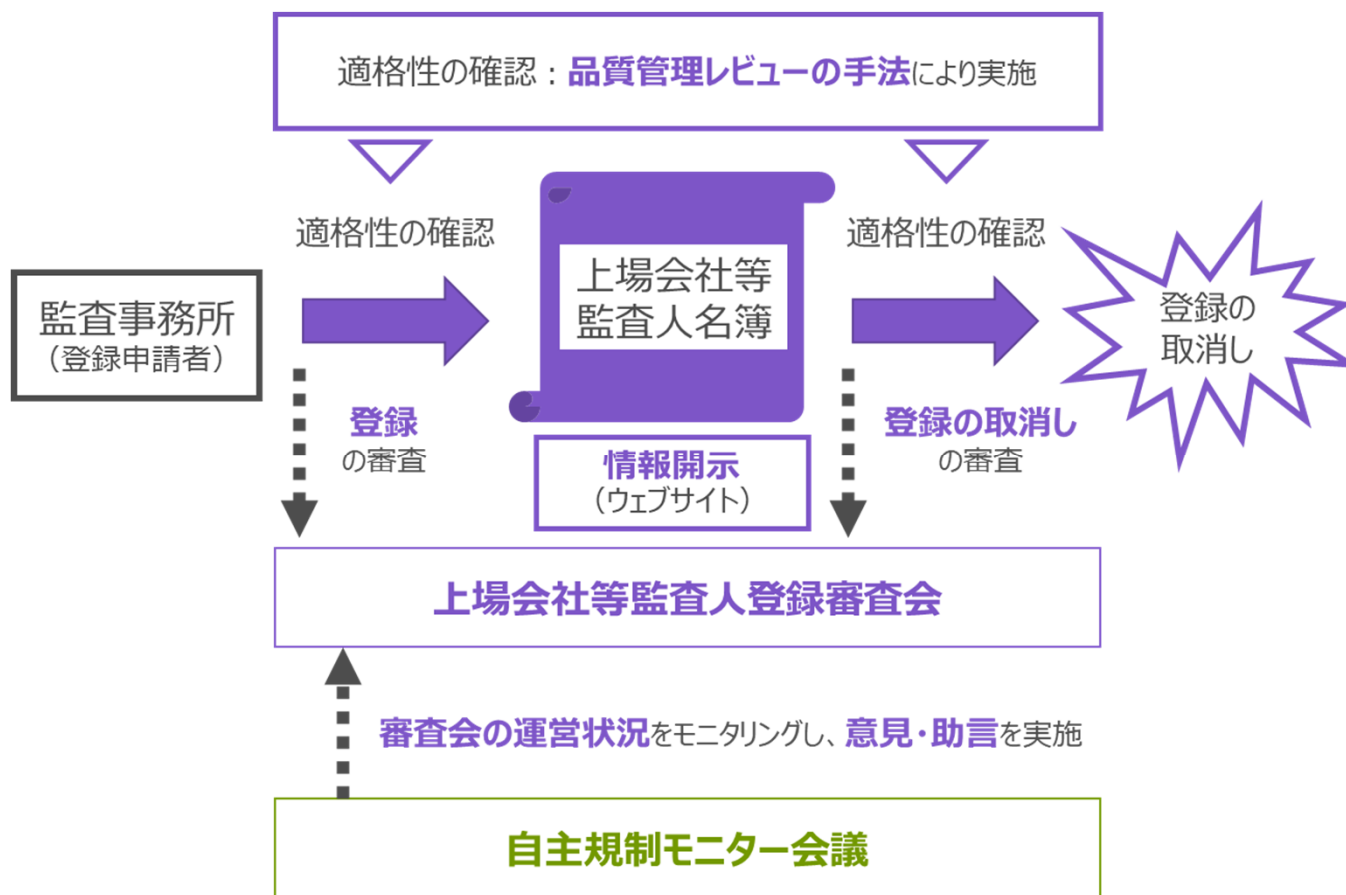 適格性の確認：品質管理レビューの手法により実施
適格性の確認
適格性の確認
監査事務所
（登録申請者）
上場会社等
監査人名簿
登録の
取消し
登録
の審査
情報開示
（ウェブサイト）
登録の取消し
の審査
上場会社等監査人登録審査会
審査会の運営状況をモニタリングし、意見・助言を実施
自主規制モニター会議